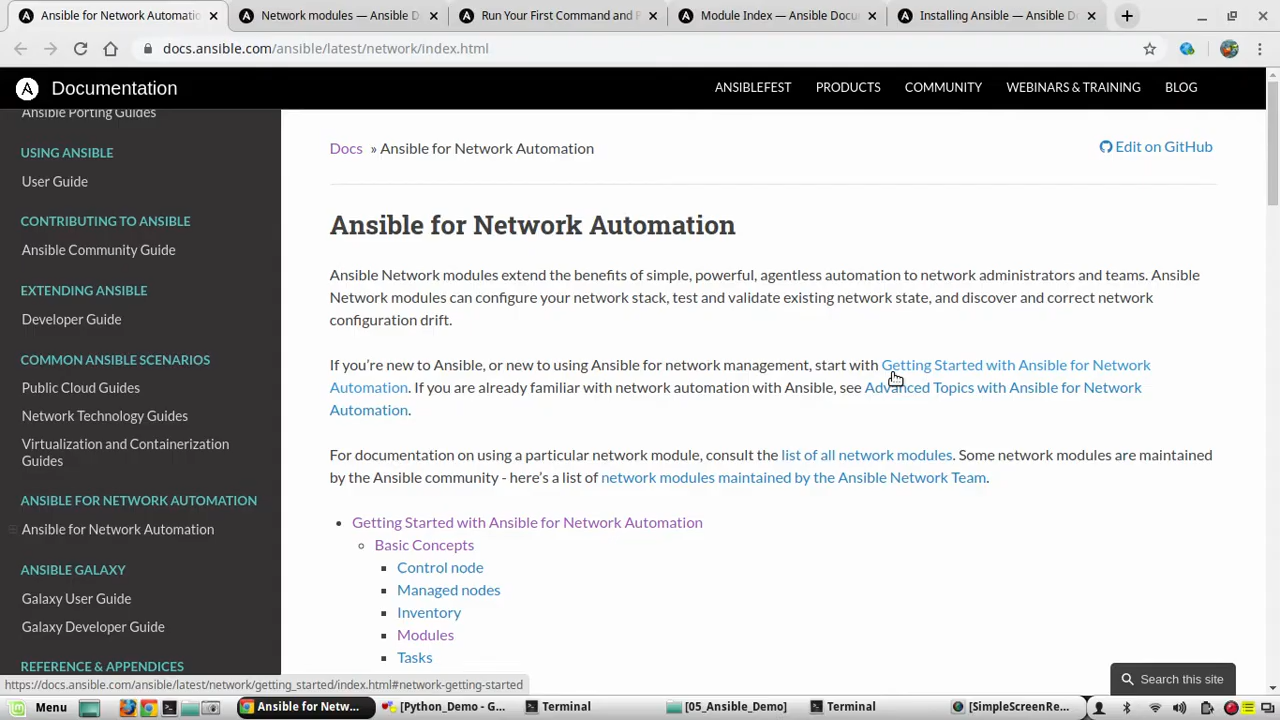 Ansible for Network Automatio
Network modules — Ansible D
Run Your First Command and
Module Index — Ansible Docu
Installing Ansible — Ansible D
docs.ansible.com/ansible/latest/network/index.html
Documentation
ANSIBLEFEST
PRODUCTS
COMMUNITY
WEBINARS & TRAINING
BLOG
Ansible Porting Guides
USING ANSIBLE
User Guide
CONTRIBUTING TO ANSIBLE
Ansible Community Guide
EXTENDING ANSIBLE
Developer Guide
COMMON ANSIBLE SCENARIOS
Public Cloud Guides
Network Technology Guides
Virtualization and Containerization
Guides
ANSIBLE FOR NETWORK AUTOMATION
Ansible for Network Automation
ANSIBLE GALAXY
Galaxy User Guide
Galaxy Developer Guide
REFERENCE & APPENDICES
Docs » Ansible for Network Automation
Edit on GitHub
Ansible for Network Automation
Ansible Network modules extend the benefits of simple, powerful, agentless automation to network administrators and teams. Ansible
Network modules can configure your network stack, test and validate existing network state, and discover and correct network
configuration drift.
If you’re new to Ansible, or new to using Ansible for network management, start with Getting Started with Ansible for Network
Automation. If you are already familiar with network automation with Ansible, see Advanced Topics with Ansible for Network
Automation.
For documentation on using a particular network module, consult the list of all network modules. Some network modules are maintained
by the Ansible community - here’s a list of network modules maintained by the Ansible Network Team.
Getting Started with Ansible for Network Automation
Basic Concepts
Control node
Managed nodes
Inventory
Modules
Tasks
Search this site
https://docs.ansible.com/ansible/latest/network/getting_started/index.html#network-getting-started
Menu
Ansible for Netw...
[Python_Demo - G...
Terminal
[05_Ansible_Demo]
Terminal
[SimpleScreenRe...